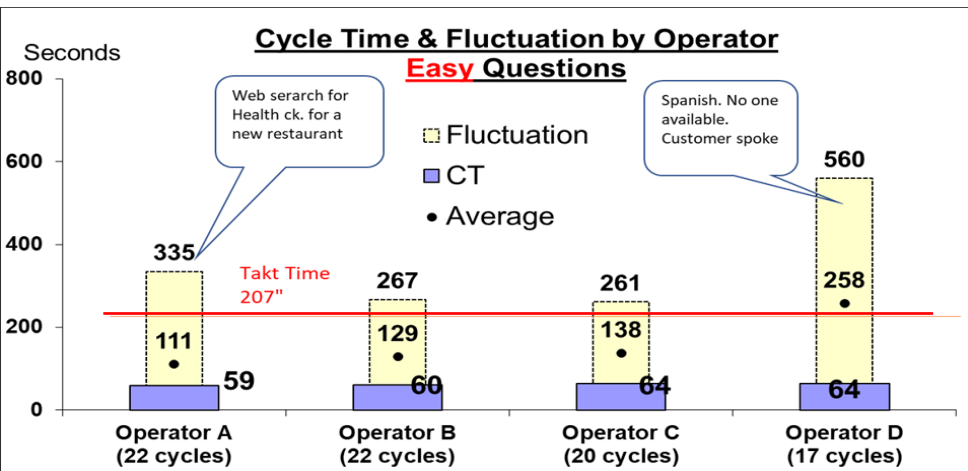 Cycle Time & Fluctuation by Operator
Easy Questions
Seconds
800
600
400
200
0
Web serarch for
Health ck. for a
new restaurant
Spanish. No one
available.
Customer spoke
Fluctuation
CT
Average
Takt Time
207"
335
111
59
267
129
60
261
138
64
560
258
64
Operator A
(22 cycles)
Operator B
(22 cycles)
Operator C
(20 cycles)
Operator D
(17 cycles)